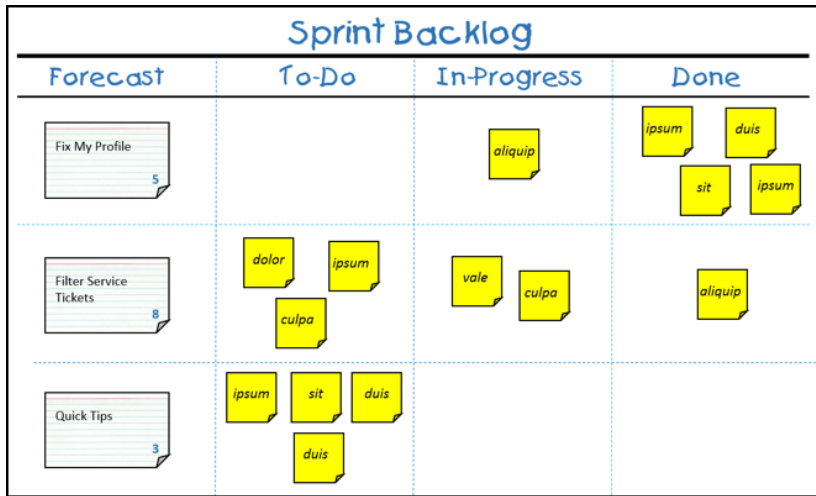 Sprint Backlog
Forecast To-Do In-Progress Done
Fix My Profile
5
aliquip
ipsum duis
sit ipsum
Filter Service
Tickets
8
dolor ipsum
culpa
vale culpa
aliquip
Quick Tips
3
ipsum sit duis
duis